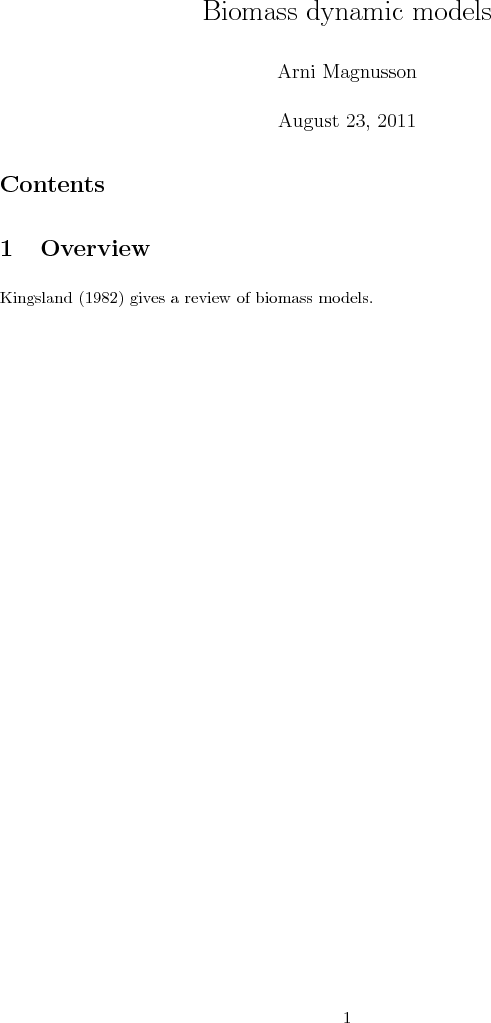 Biomass dynamic models
Arni Magnusson
August 23, 2011
Contents
1 Overview
Kingsland (1982) gives a review of biomass models.
1